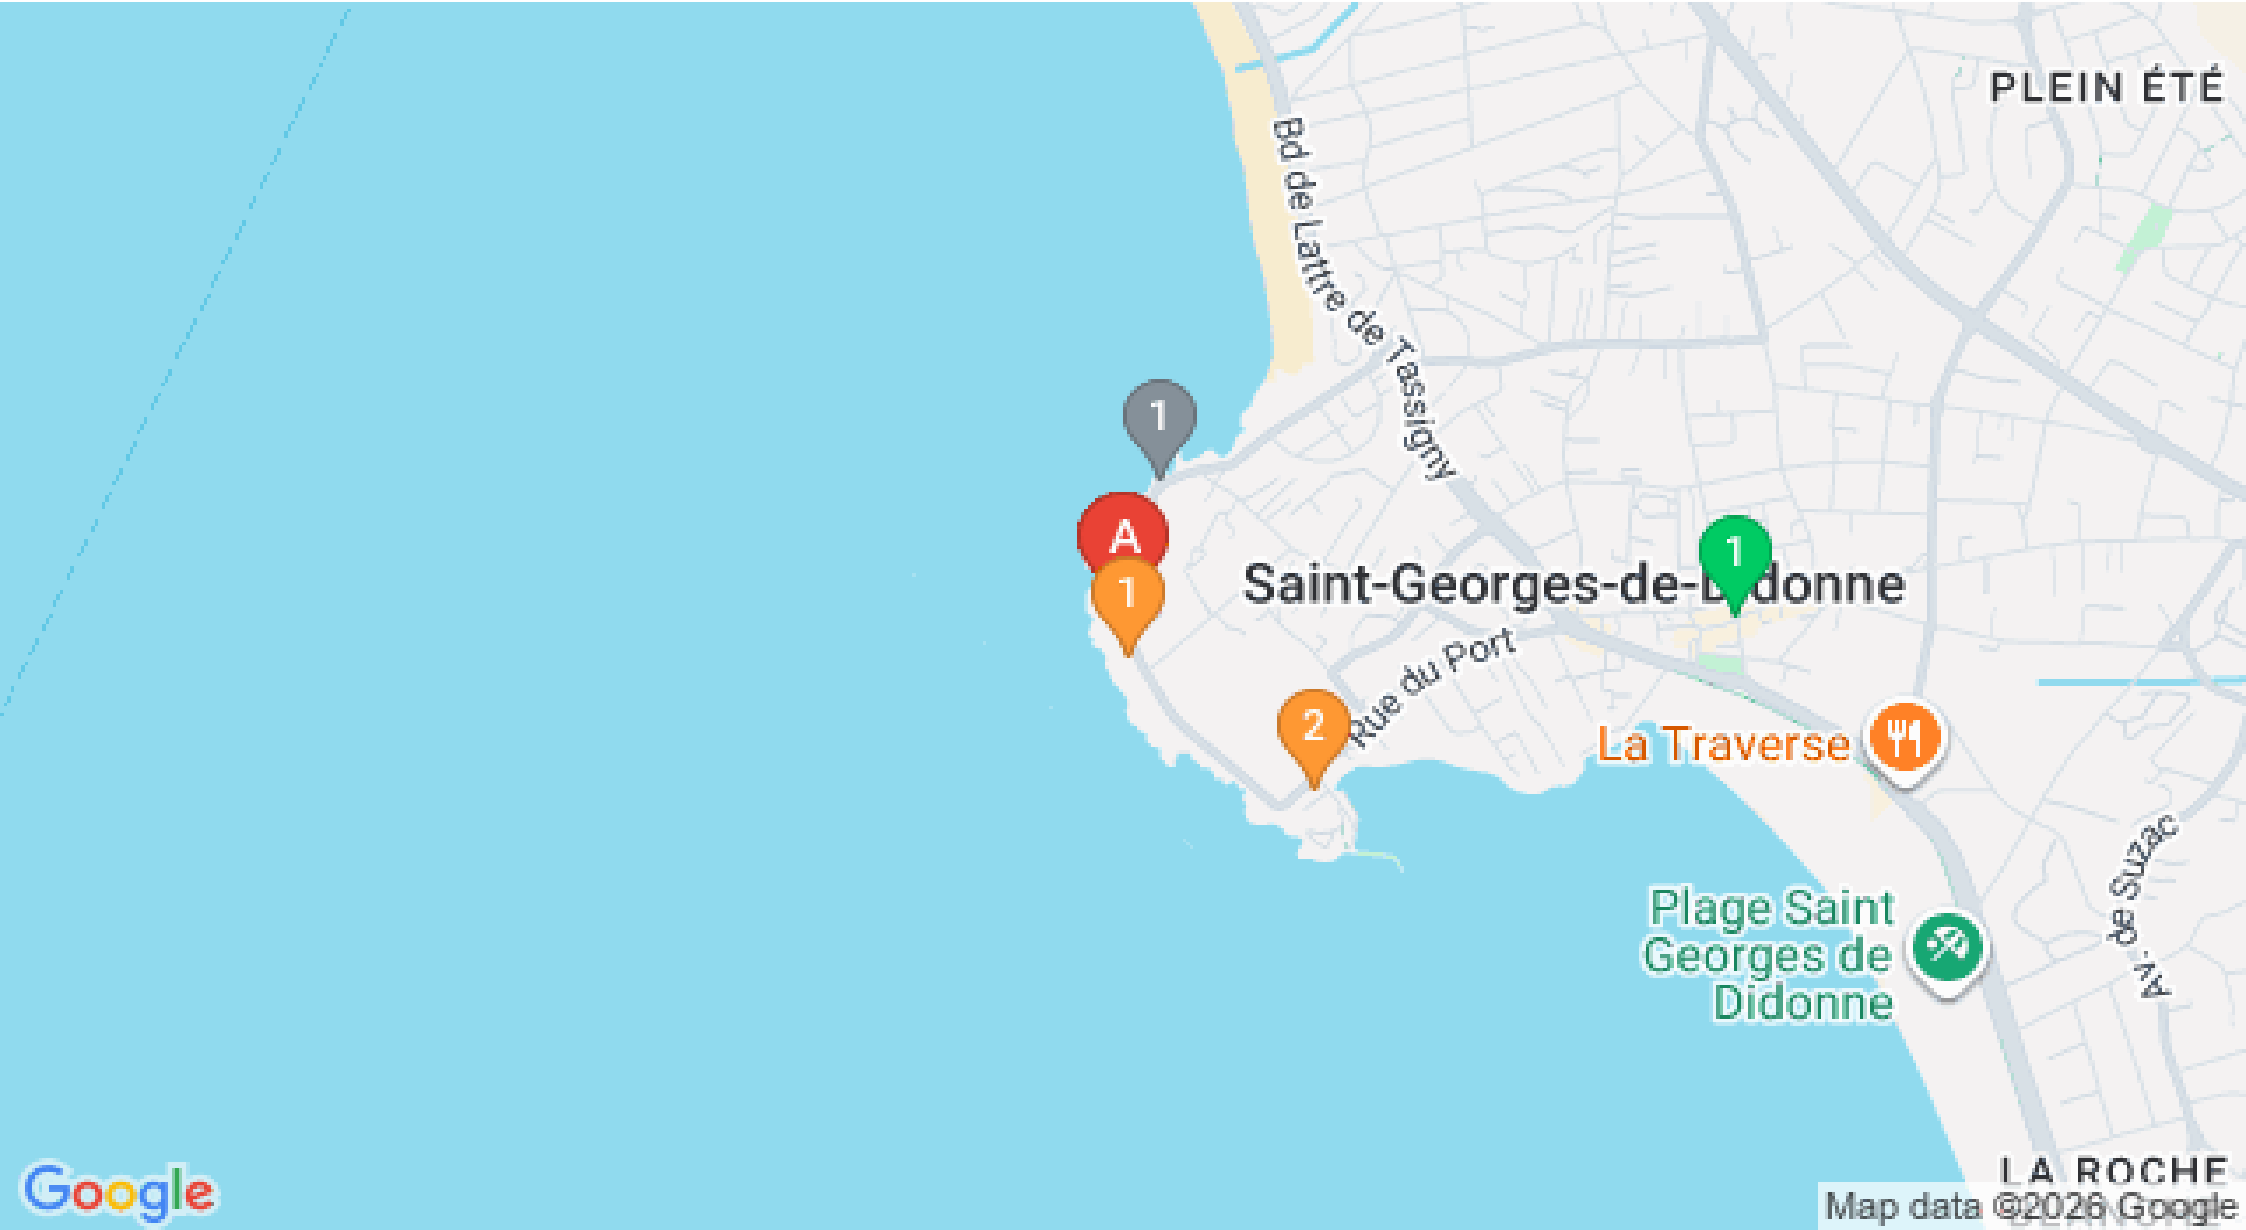 PLEIN ÉTÉ
Bd de Lattre de Tassigny
1
A
1
1
Saint-Georges-de-Didonne
Rue du Port
2
La Traverse
Av. de Suzac
Plage Saint
Georges de
Didonne
LA ROCHE
Google
Map data ©2026 Google